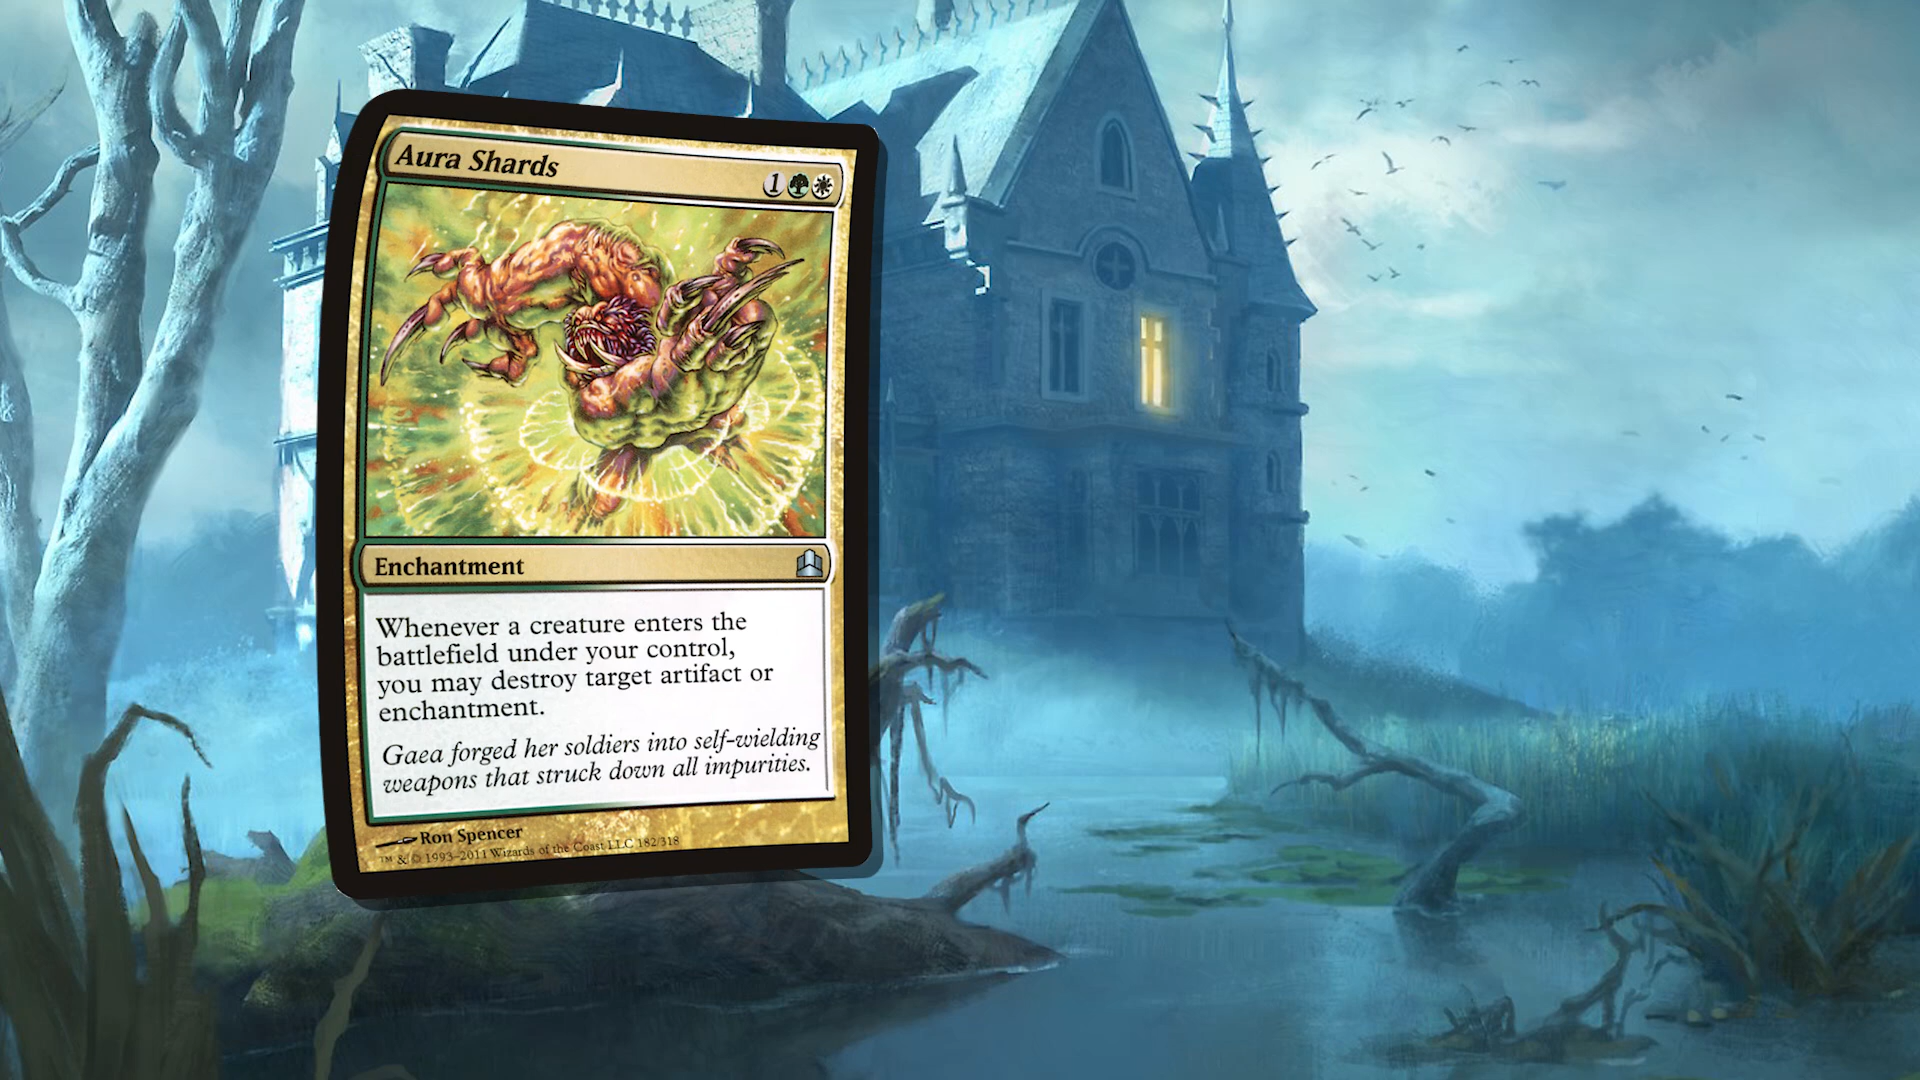 Aura Shards
1
Enchantment
Whenever a creature enters the
battlefield under your control,
you may destroy target artifact or
enchantment.
Gaea forged her soldiers into self-wielding
weapons that struck down all impurities.
Ron Spencer
™ & © 1993–2011 Wizards of the Coast LLC 182/318